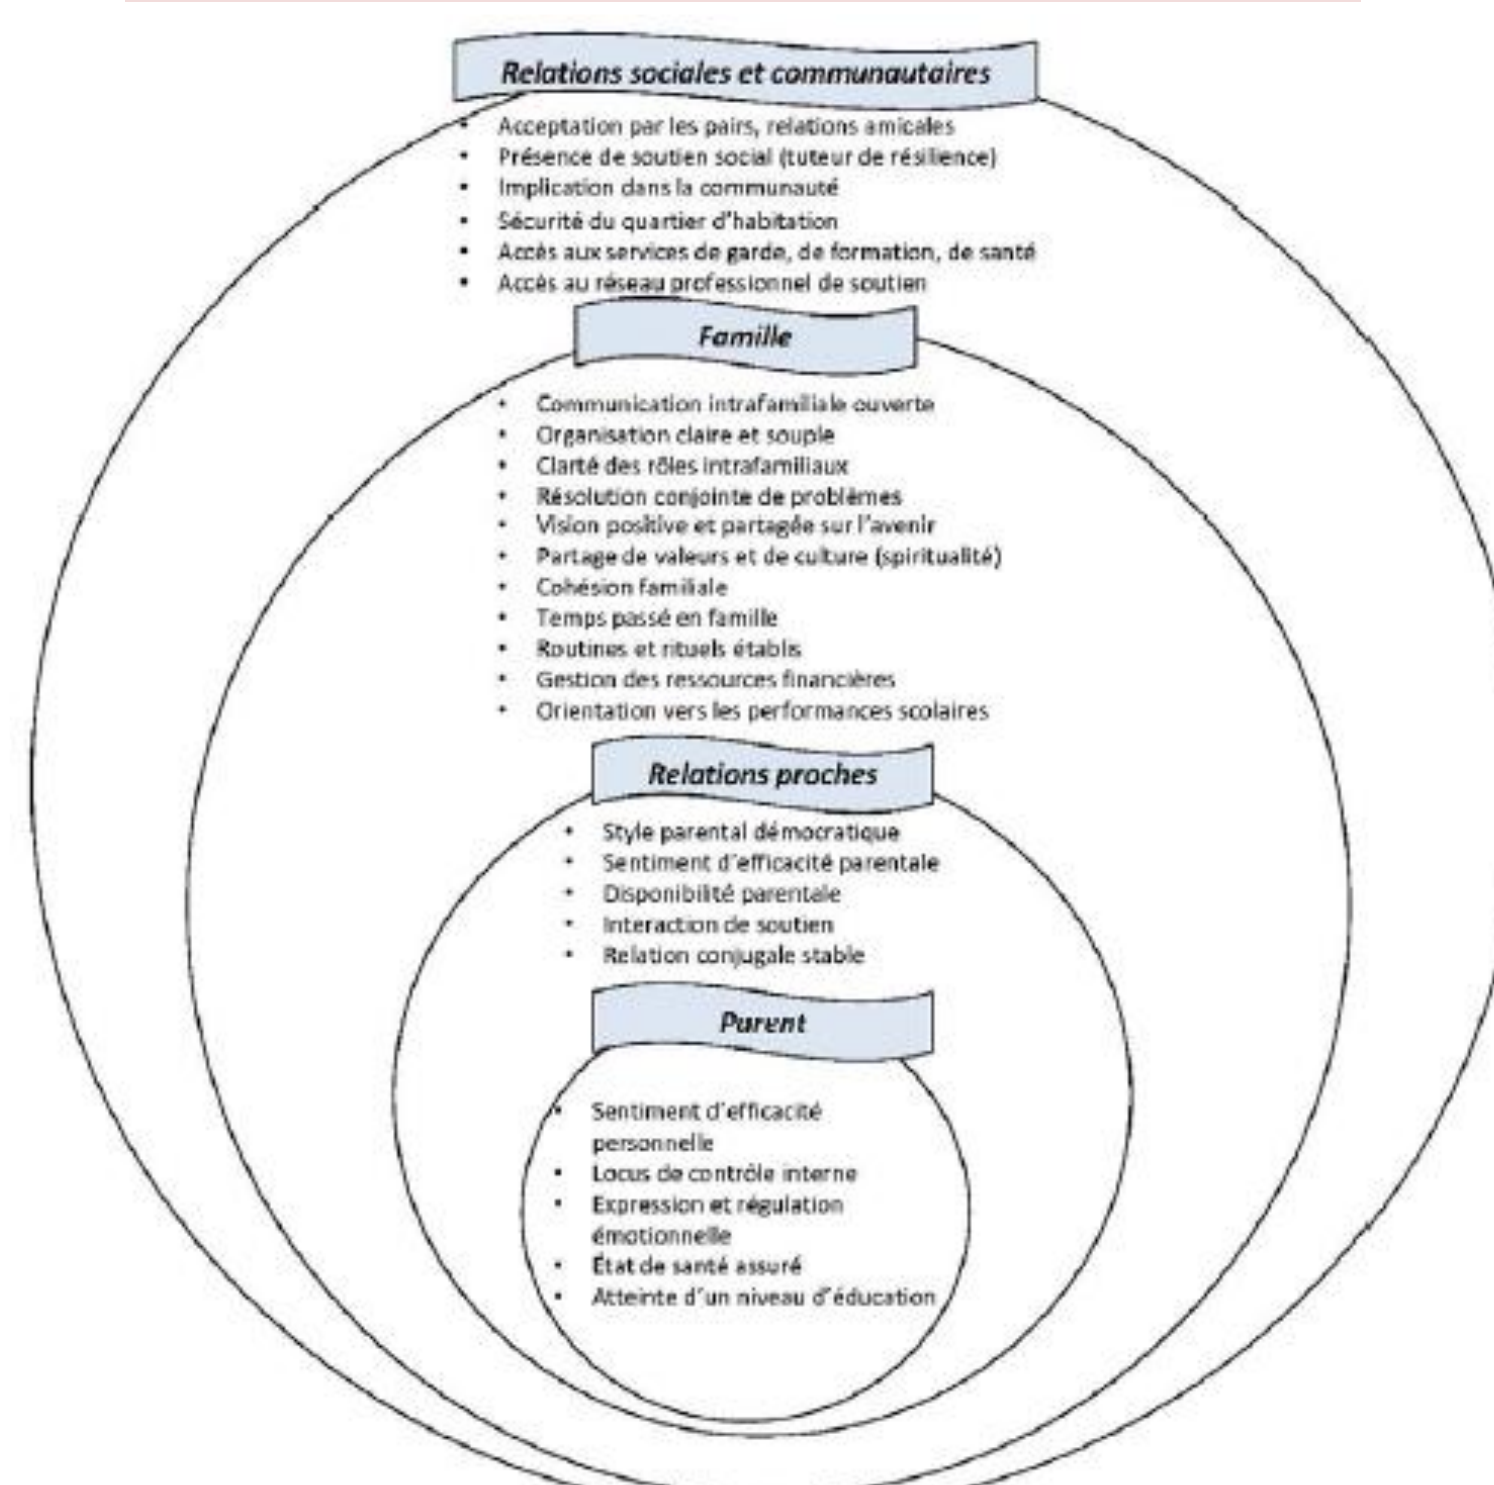 Relations sociales et communautaires
• Acceptation par les pairs, relations amicales
• Présence de soutien social (tuteur de résilience)
• Implication dans la communauté
• Sécurité du quartier d'habitation
• Accès aux services de garde, de formation, de santé
• Accès au réseau professionnel de soutien
Famille
• Communication intrafamiliale ouverte
• Organisation claire et souple
• Clarté des rôles intrafamiliaux
• Résolution conjointe de problèmes
• Vision positive et partagée sur l'avenir
• Partage de valeurs et de culture (spiritualité)
• Cohésion familiale
• Temps passé en famille
• Routines et rituels établis
• Gestion des ressources financières
• Orientation vers les performances scolaires
Relations proches
• Style parental démocratique
• Sentiment d'efficacité parentale
• Disponibilité parentale
• Interaction de soutien
• Relation conjugale stable
Parent
• Sentiment d'efficacité
personnelle
• Locus de contrôle interne
• Expression et régulation
émotionnelle
• État de santé assuré
• Atteinte d'un niveau d'éducation